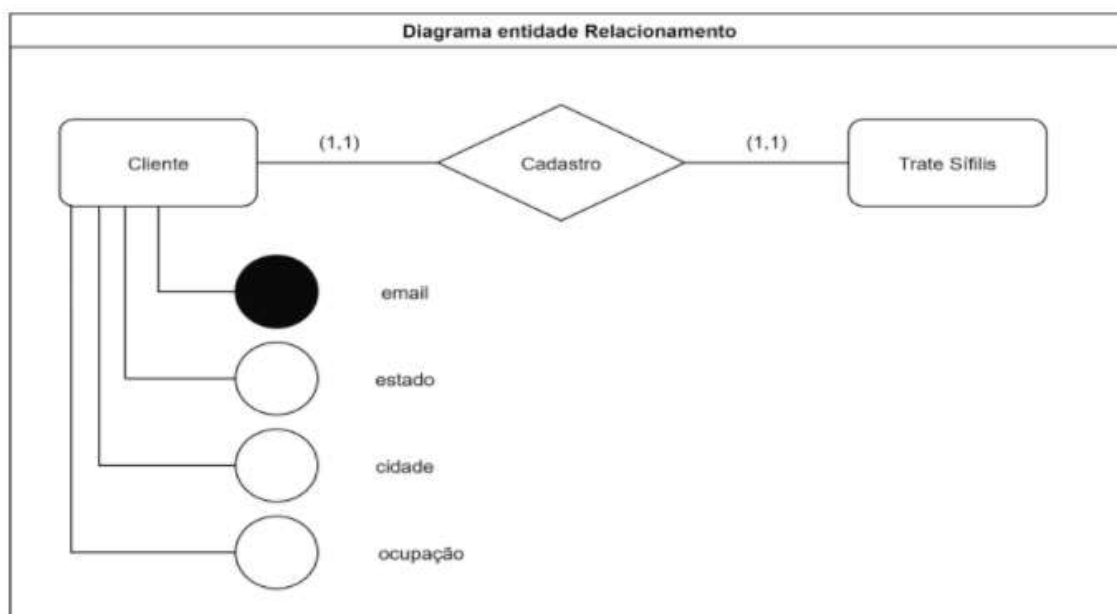 Diagrama entidade Relacionamento
Cliente
(1,1)
Cadastro
(1,1)
Trate Sífilis
email
estado
cidade
ocupação